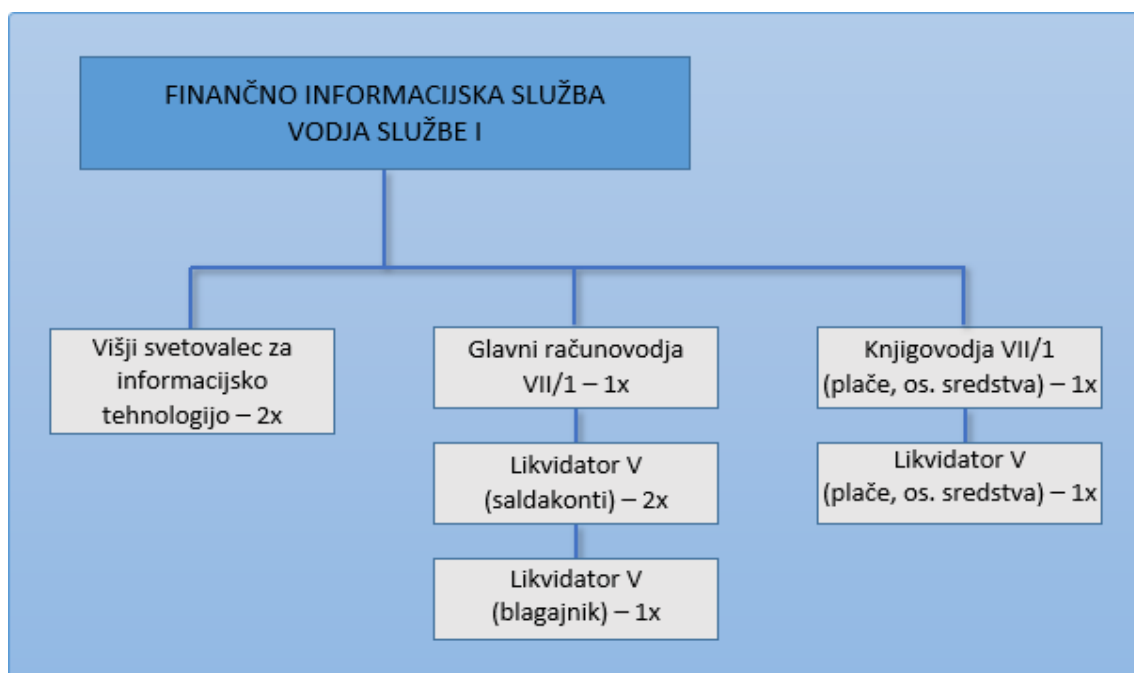 FINANČNO INFORMACIJSKA SLUŽBA
VODJA SLUŽBE I
Višji svetovalec za
informacijsko
tehnologijo – 2x
Glavni računovodja
VII/1 – 1x
Likvidator V
(saldakonti) – 2x
Likvidator V
(blagajnik) – 1x
Knjigovodja VII/1
(plače, os. sredstva) – 1x
Likvidator V
(plače, os. sredstva) – 1x